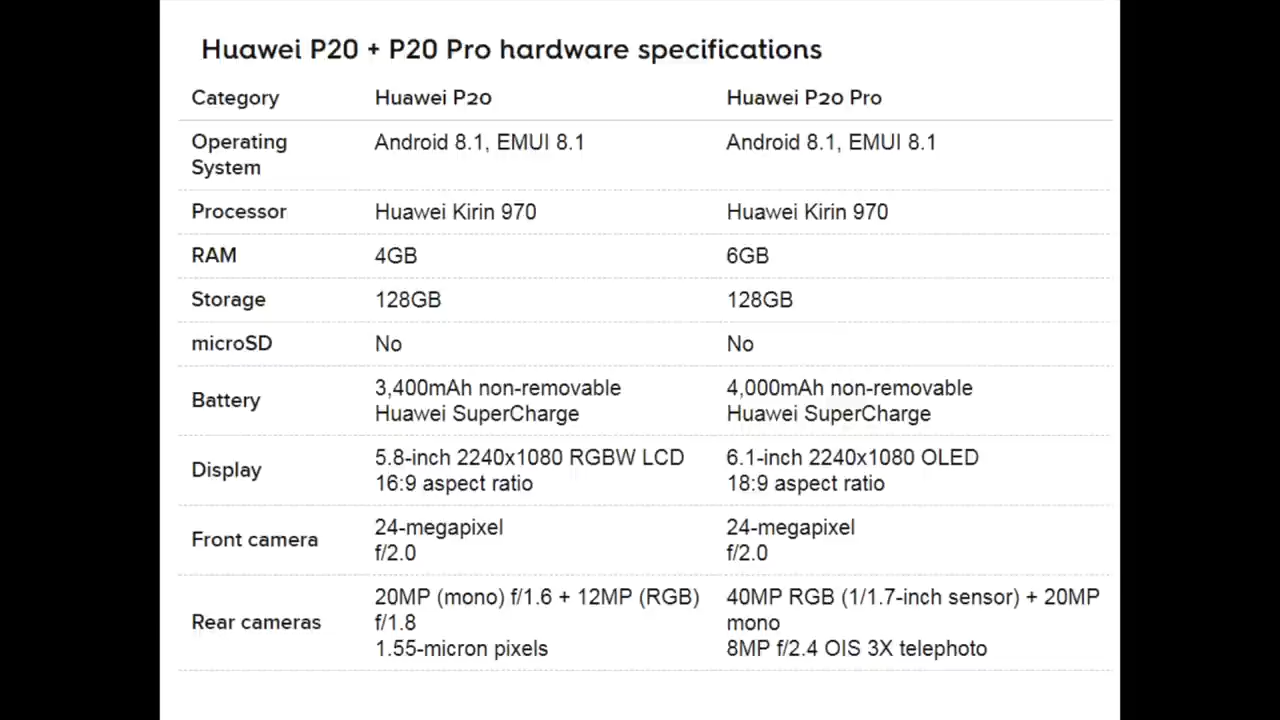 Huawei P20 + P20 Pro hardware specifications
Category Huawei P20 Huawei P20 Pro
Operating System Android 8.1, EMUI 8.1 Android 8.1, EMUI 8.1
Processor Huawei Kirin 970 Huawei Kirin 970
RAM 4GB 6GB
Storage 128GB 128GB
microSD No No
Battery 3,400mAh non-removable 4,000mAh non-removable
Huawei SuperCharge Huawei SuperCharge
Display 5.8-inch 2240x1080 RGBW LCD 6.1-inch 2240x1080 OLED
16:9 aspect ratio 18:9 aspect ratio
Front camera 24-megapixel 24-megapixel
f/2.0 f/2.0
Rear cameras 20MP (mono) f/1.6 + 12MP (RGB) 40MP RGB (1/1.7-inch sensor) + 20MP
f/1.8 mono
1.55-micron pixels 8MP f/2.4 OIS 3X telephoto